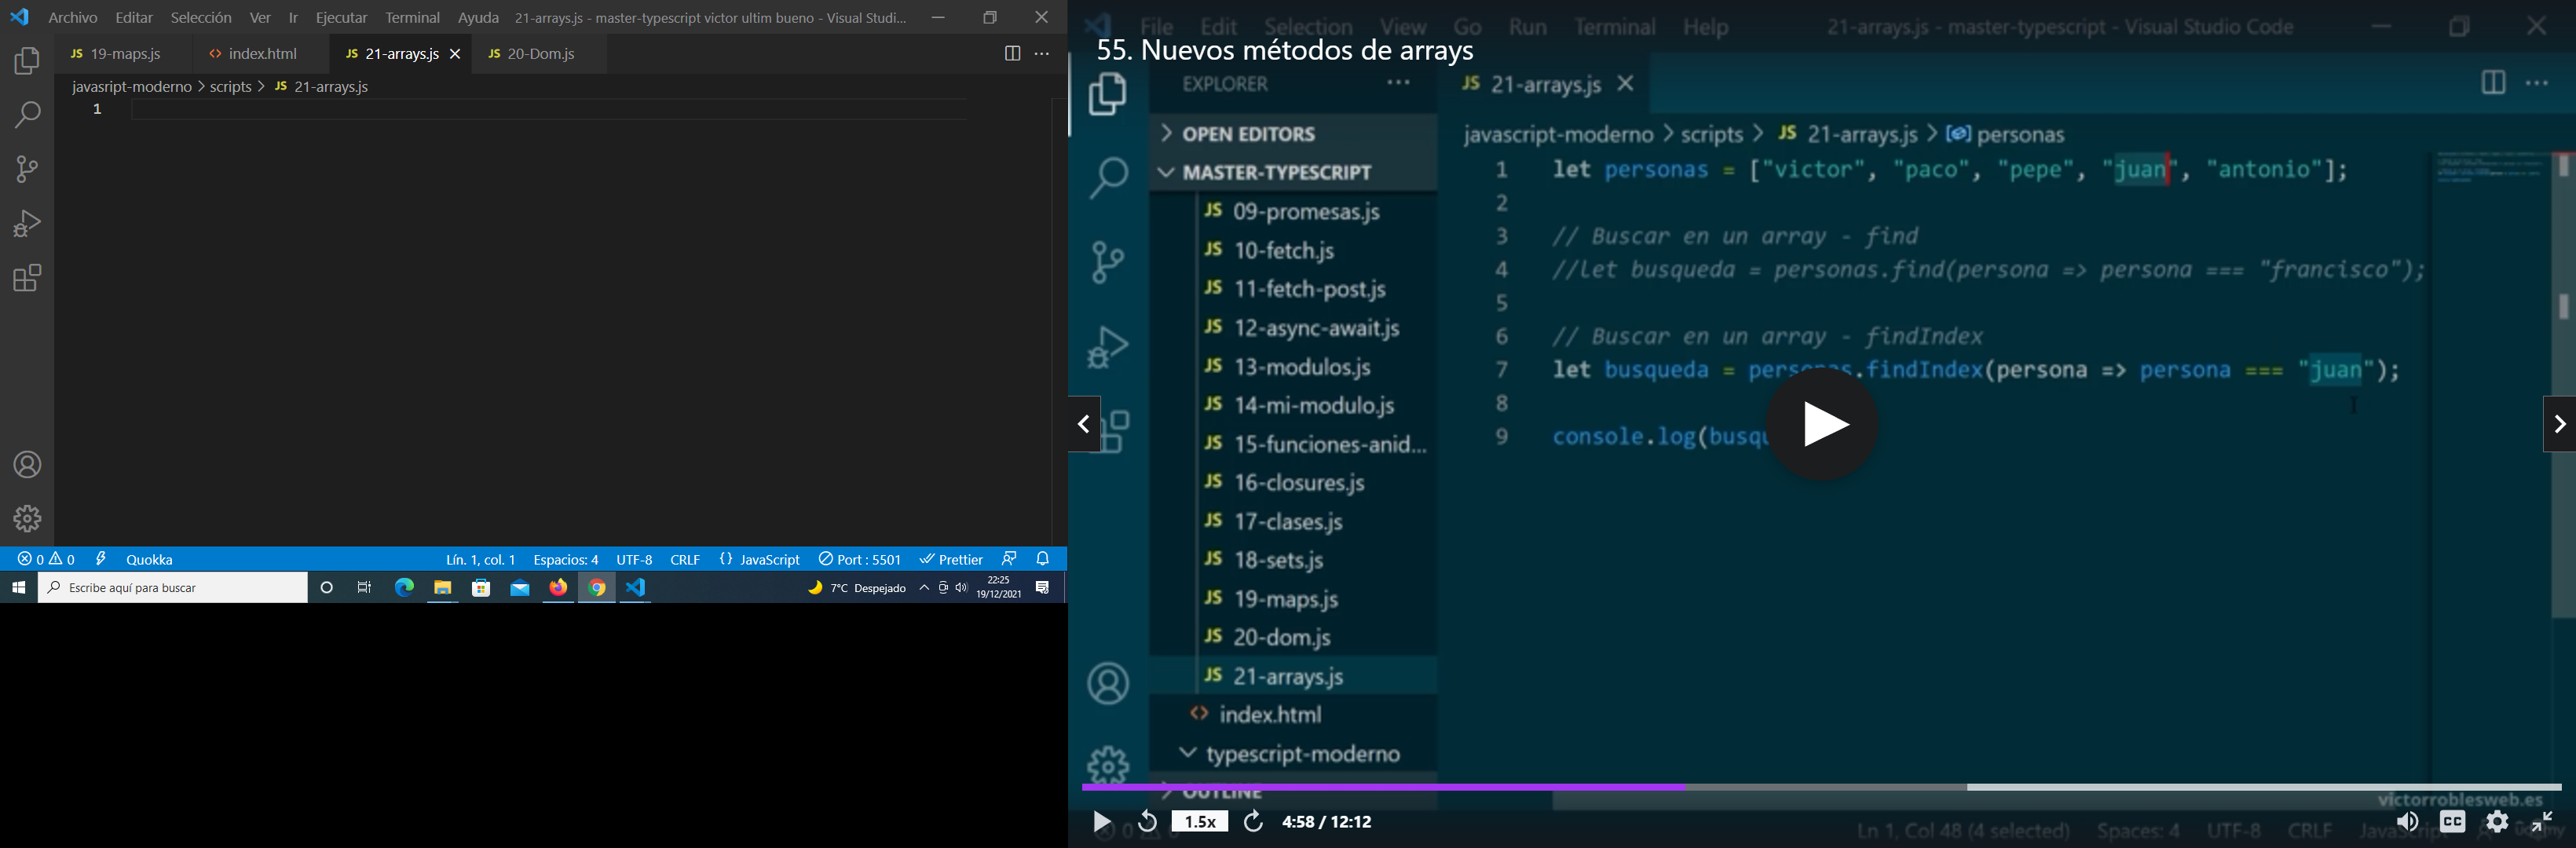 Archivo Editar Selección Ver Ir Ejecutar Terminal Ayuda 21-arrays.js - master-typescript victor ultim bueno - Visual Studi...
JS 19-maps.js <> index.html JS 21-arrays.js JS 20-Dom.js
javasript-moderno > scripts > JS 21-arrays.js
1
0 0 Quokka Lín. 1, col. 1 Espacios: 4 UTF-8 CRLF {} JavaScript Port : 5501 Prettier
Escribe aquí para buscar
7°C Despejado
22:25
19/12/2021
File Edit Selection View Go Run Terminal Help 21-arrays.js - master-typescript - Visual Studio Code
55. Nuevos métodos de arrays
EXPLORER
OPEN EDITORS
MASTER-TYPESCRIPT
JS 09-promesas.js
JS 10-fetch.js
JS 11-fetch-post.js
JS 12-async-await.js
JS 13-modulos.js
JS 14-mi-modulo.js
JS 15-funciones-anid...
JS 16-closures.js
JS 17-clases.js
JS 18-sets.js
JS 19-maps.js
JS 20-dom.js
JS 21-arrays.js
<> index.html
typescript-moderno
OUTLINE
JS 21-arrays.js
javascript-moderno > scripts > JS 21-arrays.js > personas
1 let personas = ["victor", "paco", "pepe", "juan", "antonio"];
2
3 // Buscar en un array - find
4 //let busqueda = personas.find(persona => persona === "francisco");
5
6 // Buscar en un array - findIndex
7 let busqueda = personas.findIndex(persona => persona === "juan");
8
9 console.log(busqu
victorroblesweb.es
1.5x 4:58 / 12:12 CC
Ln 1, Col 48 (4 selected) Spaces: 4 UTF-8 CRLF